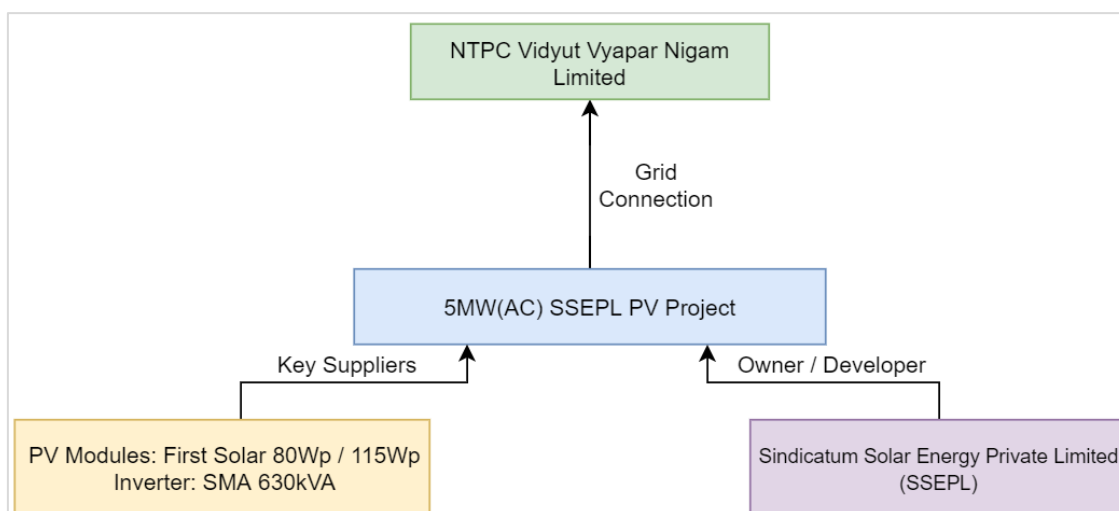 NTPC Vidyut Vyapar Nigam
Limited
Grid
Connection
5MW(AC) SSEPL PV Project
Key Suppliers
Owner / Developer
PV Modules: First Solar 80Wp / 115Wp
Inverter: SMA 630kVA
Sindicatum Solar Energy Private Limited
(SSEPL)